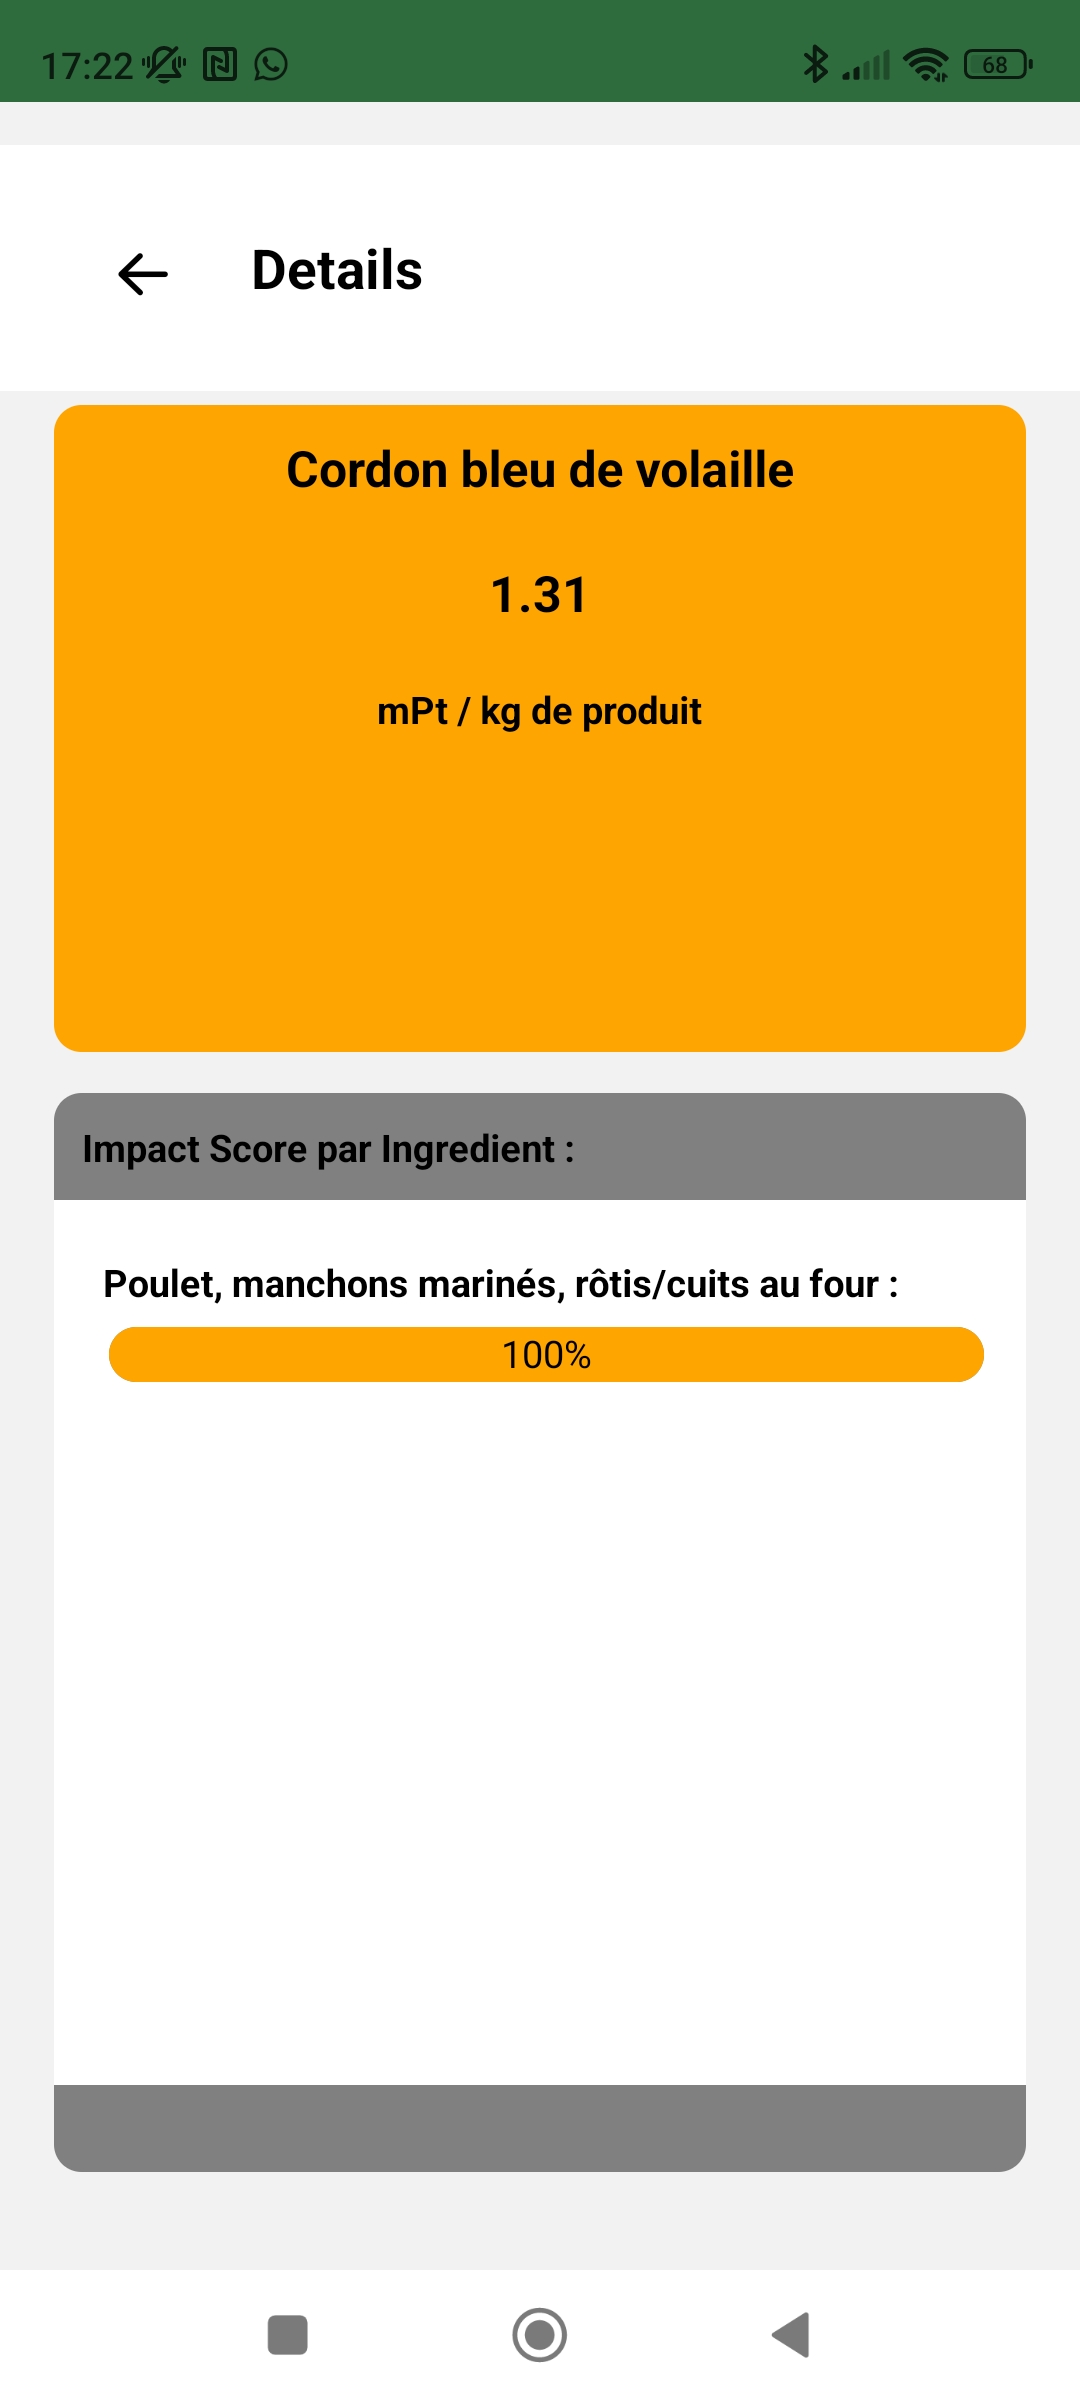 17:22
68
Details
Cordon bleu de volaille
1.31
mPt / kg de produit
Impact Score par Ingredient :
Poulet, manchons marinés, rôtis/cuits au four :
100%